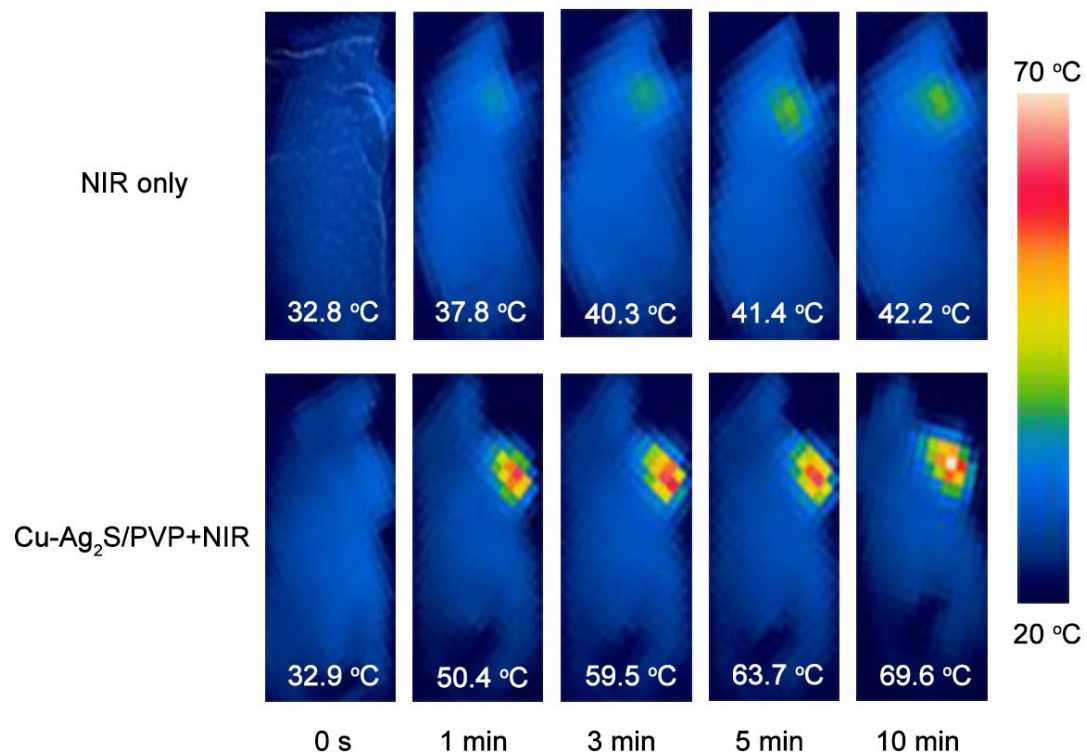 70 °C
NIR only
32.8 °C 37.8 °C 40.3 °C 41.4 °C 42.2 °C
20 °C
Cu-Ag₂S/PVP+NIR
32.9 °C 50.4 °C 59.5 °C 63.7 °C 69.6 °C
0 s 1 min 3 min 5 min 10 min